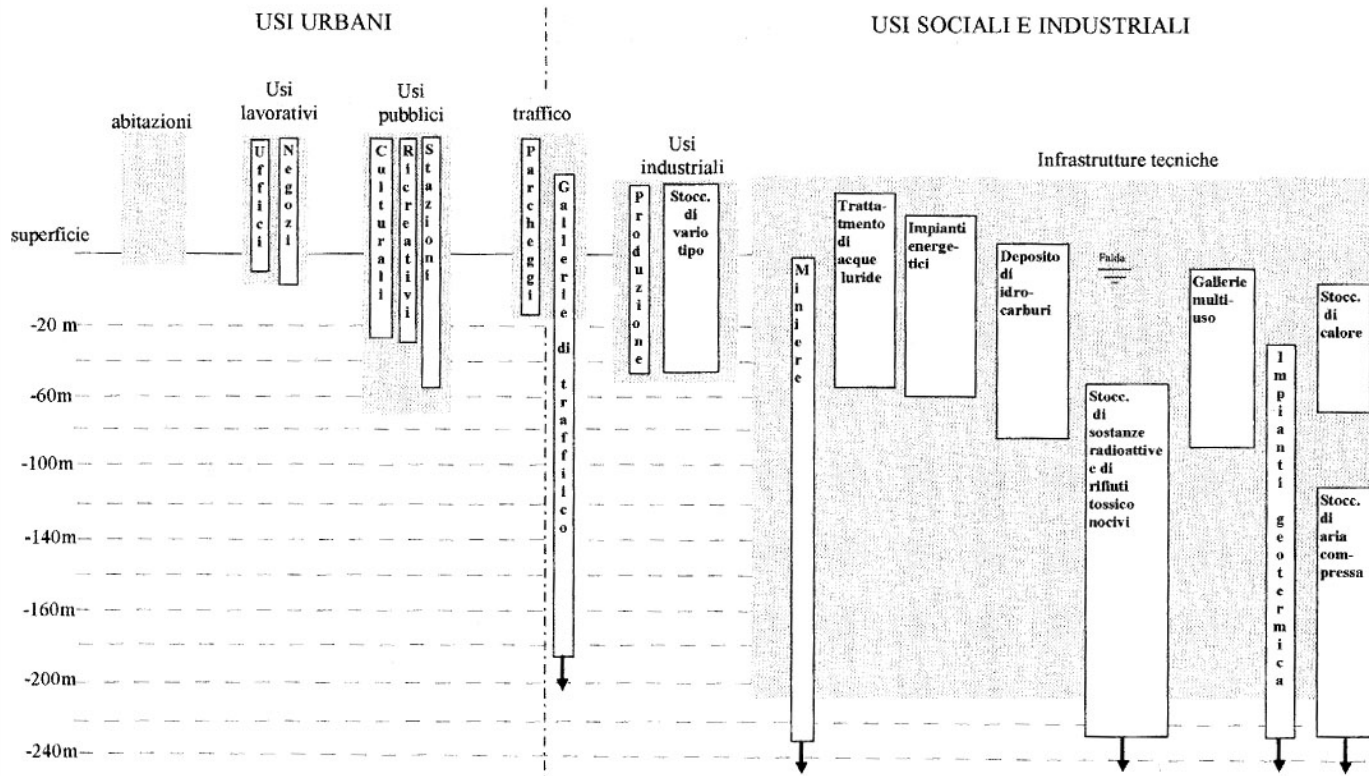 USI URBANI
USI SOCIALI E INDUSTRIALI
abitazioni
Usi
lavorativi
Uffici
Negozi
Usi
pubblici
Culturali
Ricreativi
Stazioni
traffico
Parcheggi
Gallerie di traffico
Usi
industriali
Produzione
Stocc.
di
vario
tipo
Infrastrutture tecniche
Miniere
Tratta-
tmento
di
acque
luride
Impianti
energe-
tici
Deposito
di
idro-
carburi
Falda
Stocc.
di
sostanze
radioattive
e di
rifiuti
tossico
nocivi
Gallerie
multi-
uso
Impianti geotermica
Stocc.
di
calore
Stocc.
di
aria
com-
pressa
superficie
-20 m
-60m
-100m
-140m
-160m
-200m
-240m